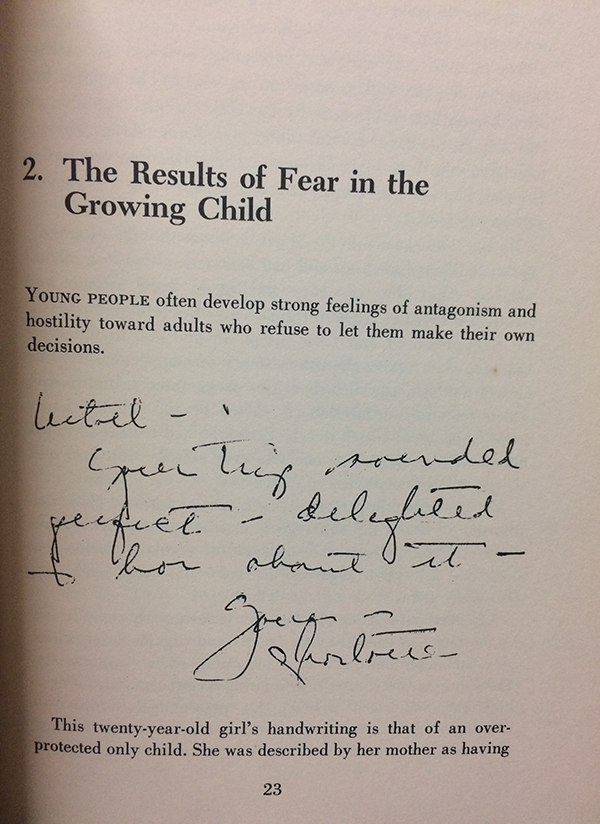 2. The Results of Fear in the
Growing Child
YOUNG PEOPLE often develop strong feelings of antagonism and
hostility toward adults who refuse to let them make their own
decisions.
Your Trip sounded
perfect - delighted
about it -
This twenty-year-old girl's handwriting is that of an over-
protected only child. She was described by her mother as having
23